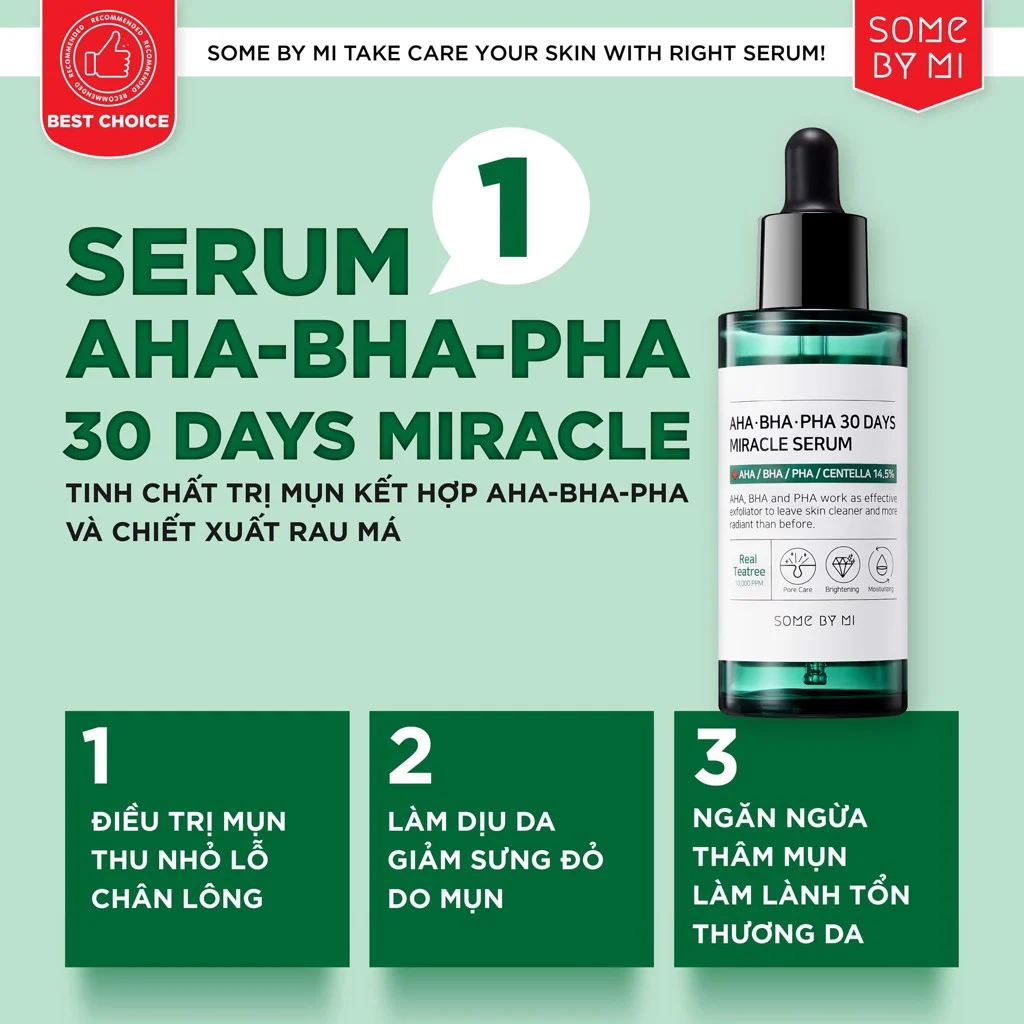 RECOMMENDED RECOMMENDED RECOMMENDED RECOMMENDED
BEST CHOICE
SOME BY MI TAKE CARE YOUR SKIN WITH RIGHT SERUM!
SOME
BY MI
1
SERUM
AHA-BHA-PHA
30 DAYS MIRACLE
TINH CHẤT TRỊ MỤN KẾT HỢP AHA-BHA-PHA
VÀ CHIẾT XUẤT RAU MÁ
AHA·BHA·PHA 30 DAYS
MIRACLE SERUM
AHA / BHA / PHA / CENTELLA 14,5%
AHA, BHA and PHA work as effective
exfoliator to leave skin cleaner and more
radiant than before.
Real
Teatree
10,000 PPM
Pore Care
Brightening
Moisturizing
SOME BY MI
1
ĐIỀU TRỊ MỤN
THU NHỎ LỖ
CHÂN LÔNG
2
LÀM DỊU DA
GIẢM SƯNG ĐỎ
DO MỤN
3
NGĂN NGỪA
THÂM MỤN
LÀM LÀNH TỔN
THƯƠNG DA